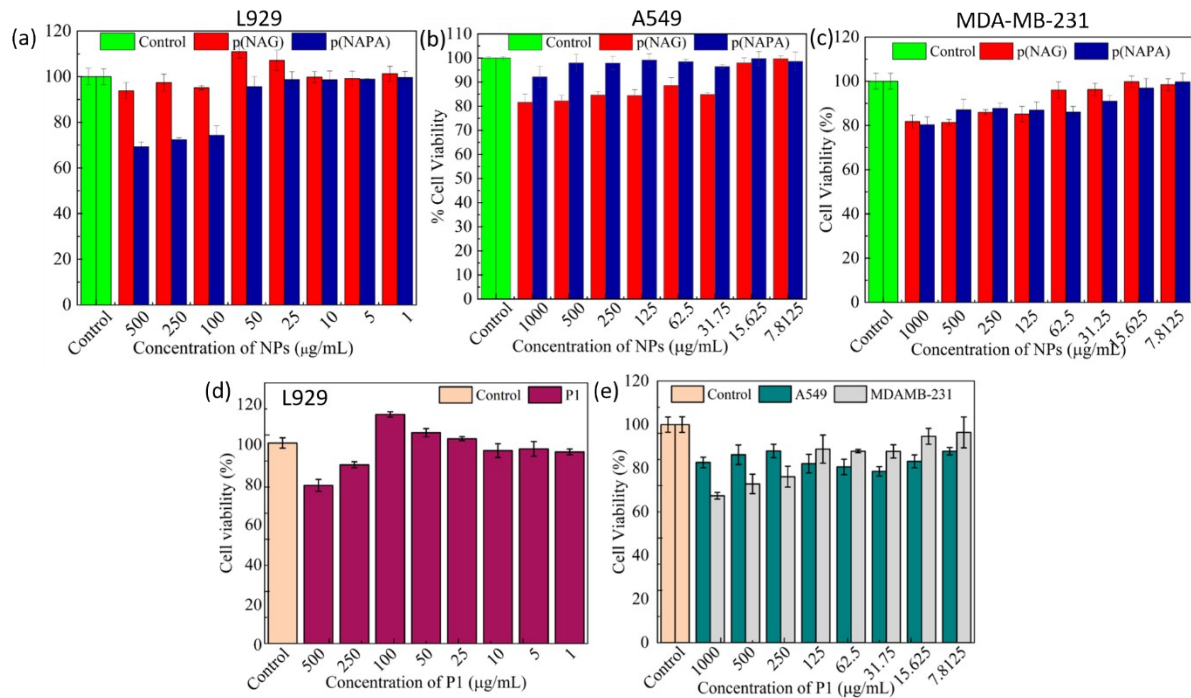 L929
(a)
Control p(NAG) p(NAPA)
120
100
80
60
40
20
0
Control 500 250 100 50 25 10 5 1
Concentration of NPs (μg/mL)
A549
(b)
Control p(NAG) p(NAPA)
% Cell Viability
100
90
80
70
60
50
40
30
20
10
0
Control 1000 500 250 125 62.5 31.75 15.625 7.8125
Concentration of NPs (μg/mL)
MDA-MB-231
(c)
Control p(NAG) p(NAPA)
Cell Viability (%)
120
100
80
60
40
20
0
Control 1000 500 250 125 62.5 31.25 15.625 7.8125
Concentration of NPs (μg/mL)
(d)
L929
Control P1
Cell viability (%)
120
100
80
60
40
20
0
Control 500 250 100 50 25 10 5 1
Concentration of P1 (μg/mL)
(e)
Control A549 MDAMB-231
Cell Viability (%)
120
100
80
60
40
20
0
Control 1000 500 250 125 62.5 31.75 15.625 7.8125
Concentration of P1 (μg/mL)